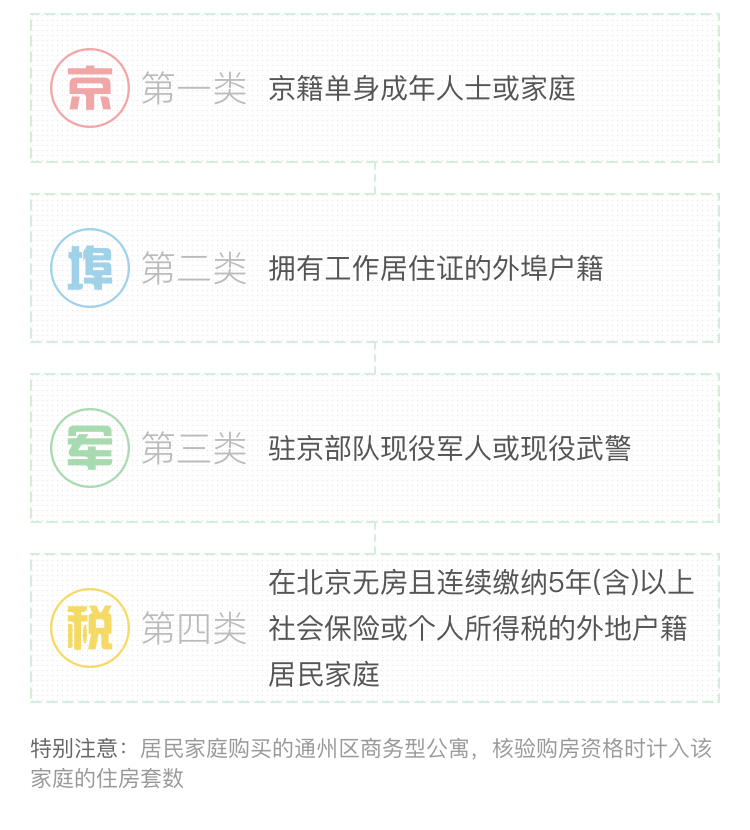 京 第一类 京籍单身成年人士或家庭
埠 第二类 拥有工作居住证的外埠户籍
军 第三类 驻京部队现役军人或现役武警
税 第四类 在北京无房且连续缴纳5年(含)以上
社会保险或个人所得税的外地户籍
居民家庭
特别注意：居民家庭购买的通州区商务型公寓，核验购房资格时计入该
家庭的住房套数